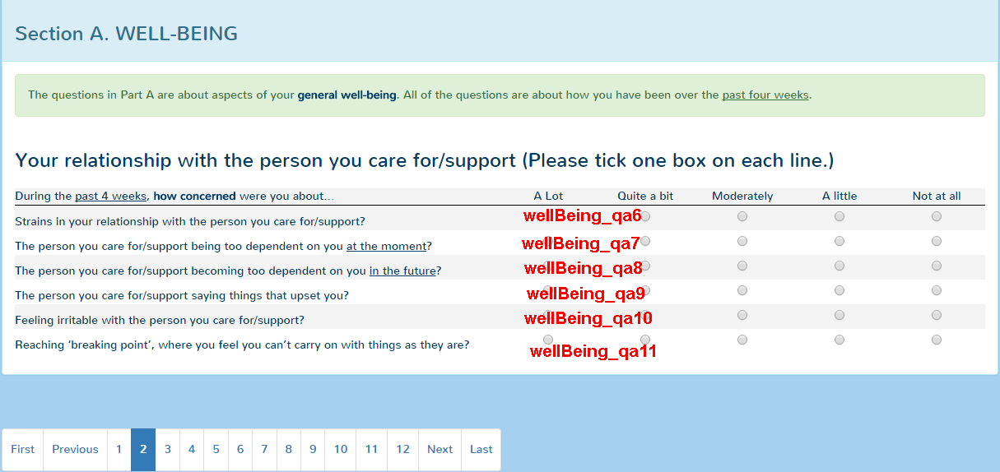 Section A. WELL-BEING
The questions in Part A are about aspects of your general well-being. All of the questions are about how you have been over the past four weeks.
Your relationship with the person you care for/support (Please tick one box on each line.)
During the past 4 weeks, how concerned were you about... A Lot Quite a bit Moderately A little Not at all
Strains in your relationship with the person you care for/support? wellBeing_qa6
The person you care for/support being too dependent on you at the moment? wellBeing_qa7
The person you care for/support becoming too dependent on you in the future? wellBeing_qa8
The person you care for/support saying things that upset you? wellBeing_qa9
Feeling irritable with the person you care for/support? wellBeing_qa10
Reaching ‘breaking point’, where you feel you can’t carry on with things as they are? wellBeing_qa11
First Previous 1 2 3 4 5 6 7 8 9 10 11 12 Next Last